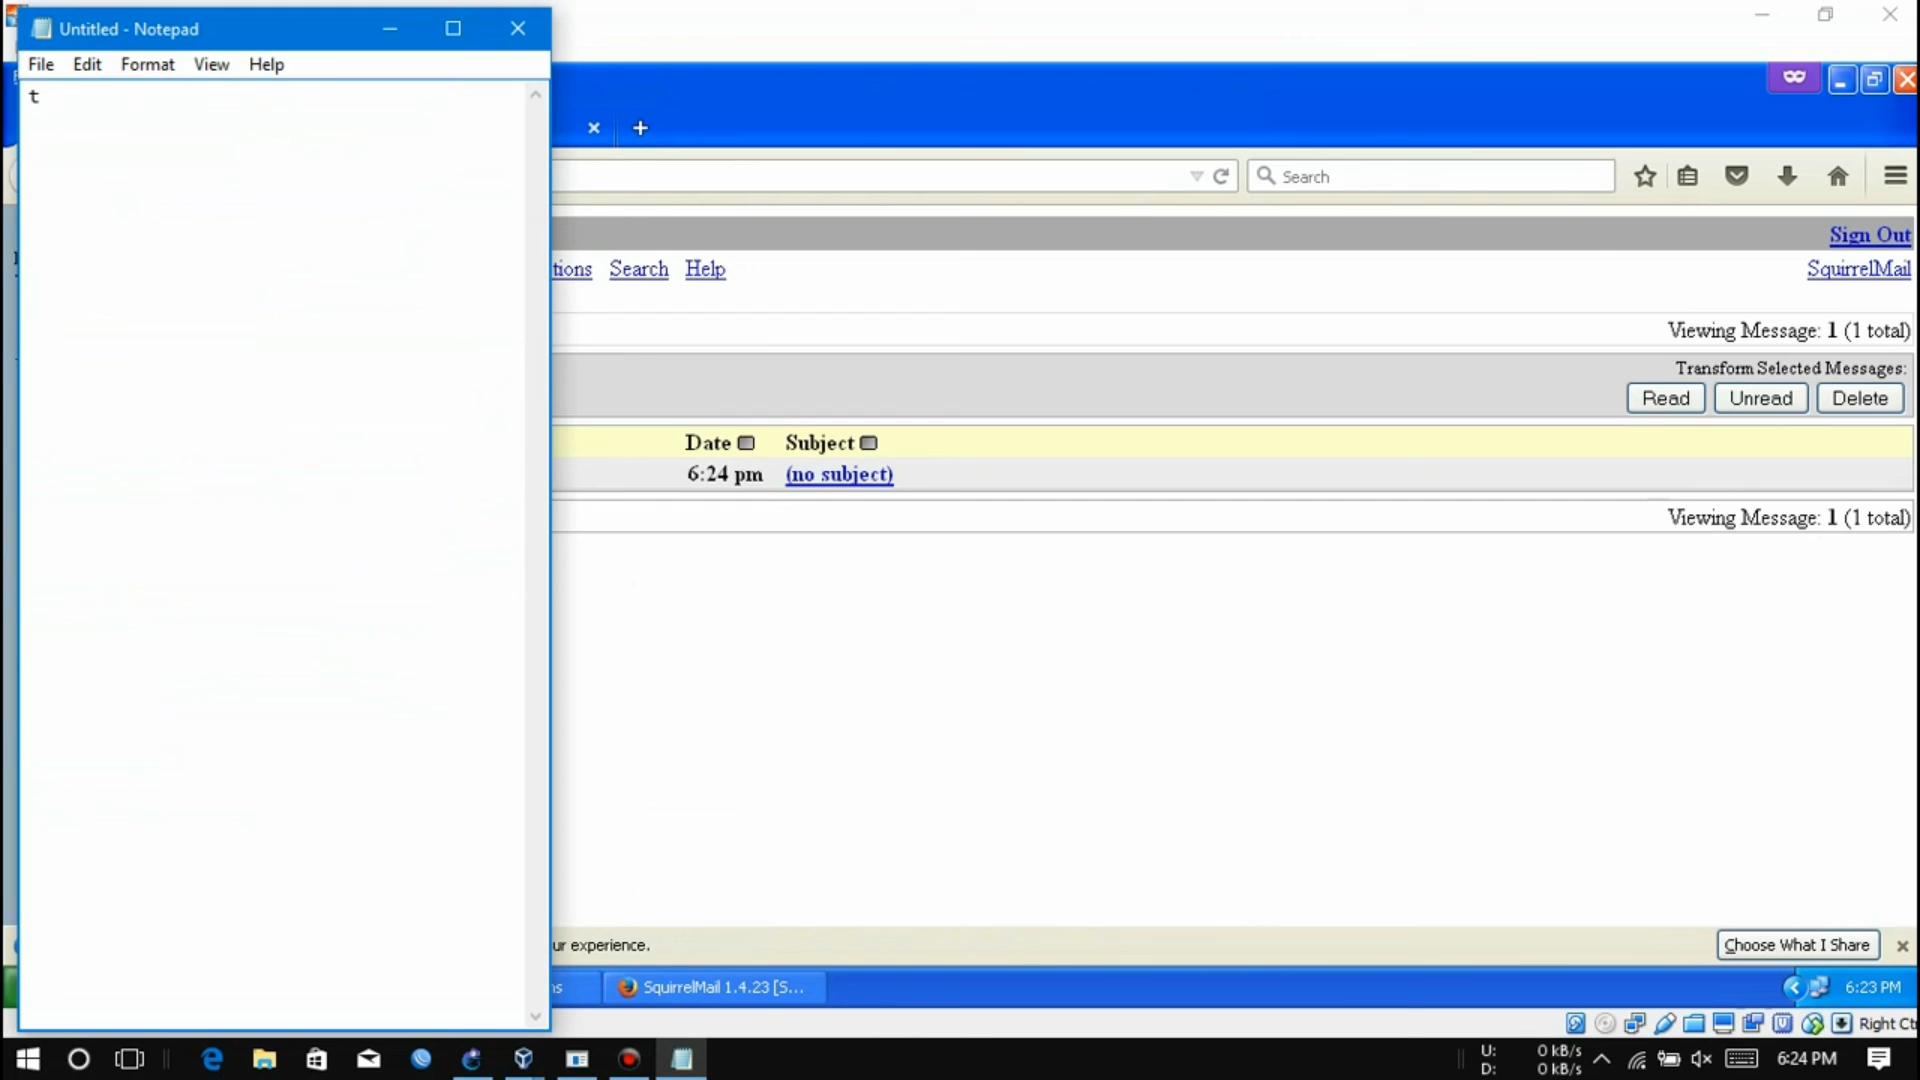 Untitled - Notepad
File Edit Format View Help
t
Search
Sign Out
tions Search Help
SquirrelMail
Viewing Message: 1 (1 total)
Transform Selected Messages:
Read Unread Delete
Date Subject
6:24 pm (no subject)
Viewing Message: 1 (1 total)
ur experience.
Choose What I Share
ns
SquirrelMail 1.4.23 [S...
6:23 PM
Right Ct
U: 0 kB/s
D: 0 kB/s
6:24 PM